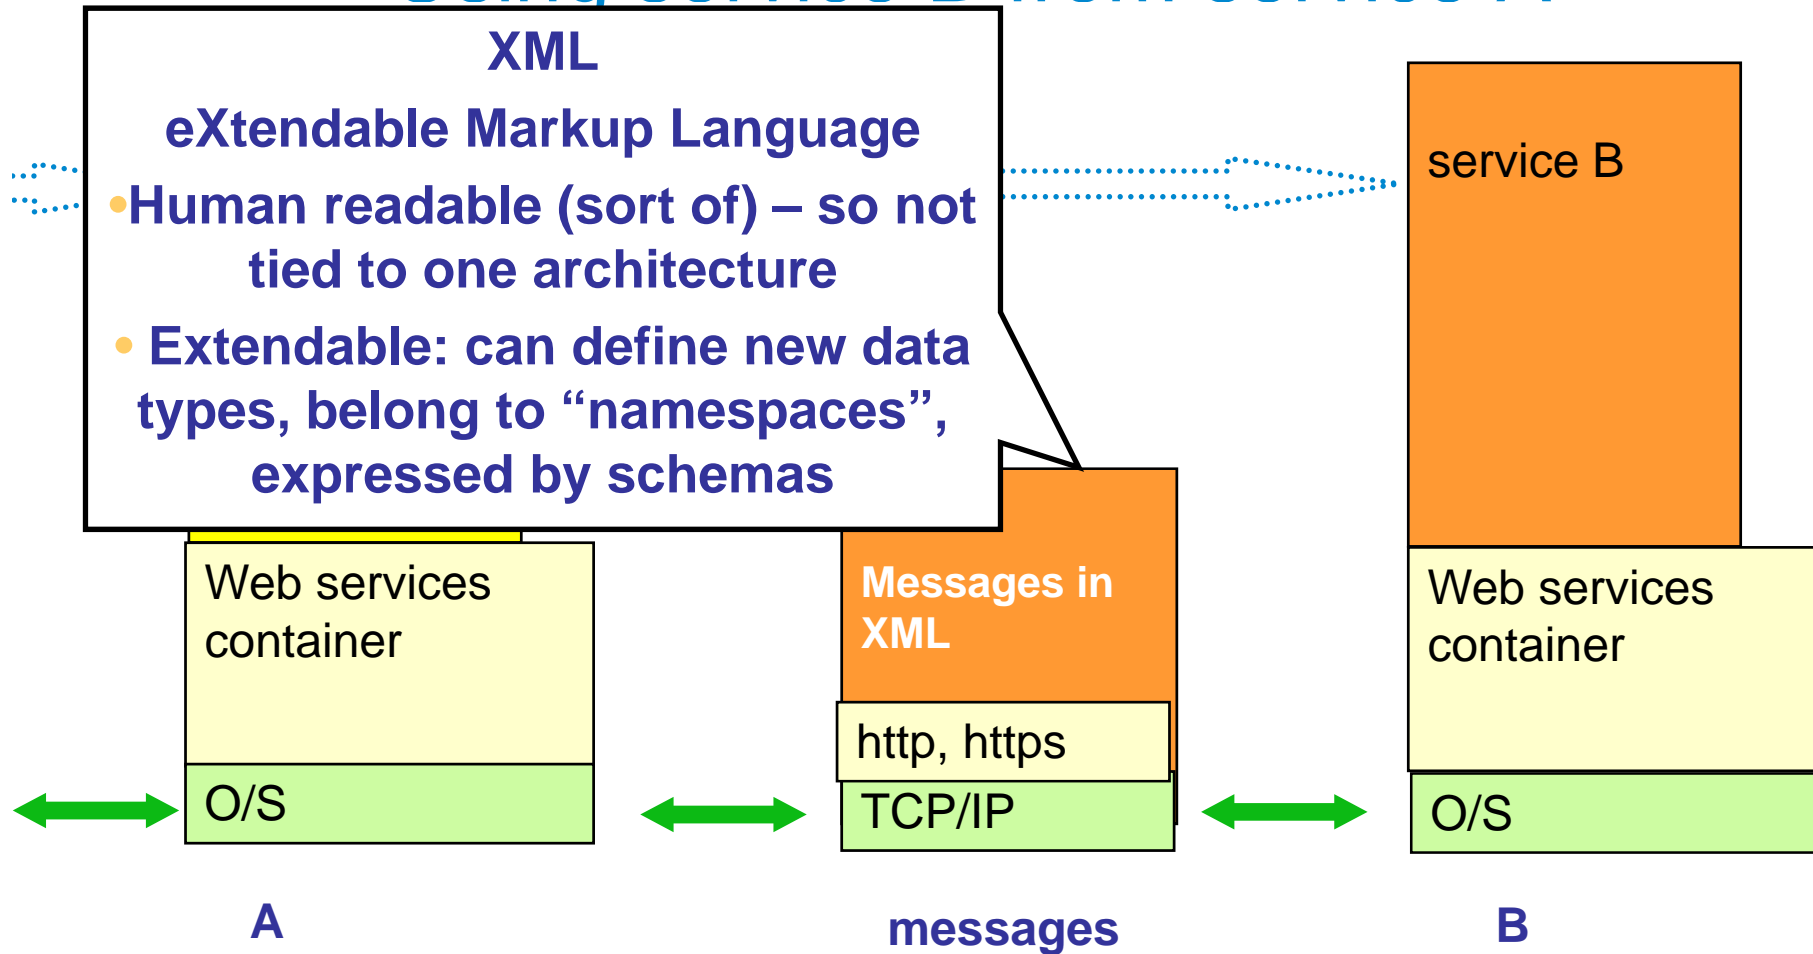 XML
eXtendable Markup Language
•Human readable (sort of) – so not
tied to one architecture
• Extendable: can define new data
types, belong to “namespaces”,
expressed by schemas
service B
Web services
container
O/S
Messages in
XML
http, https
TCP/IP
Web services
container
O/S
A
messages
B